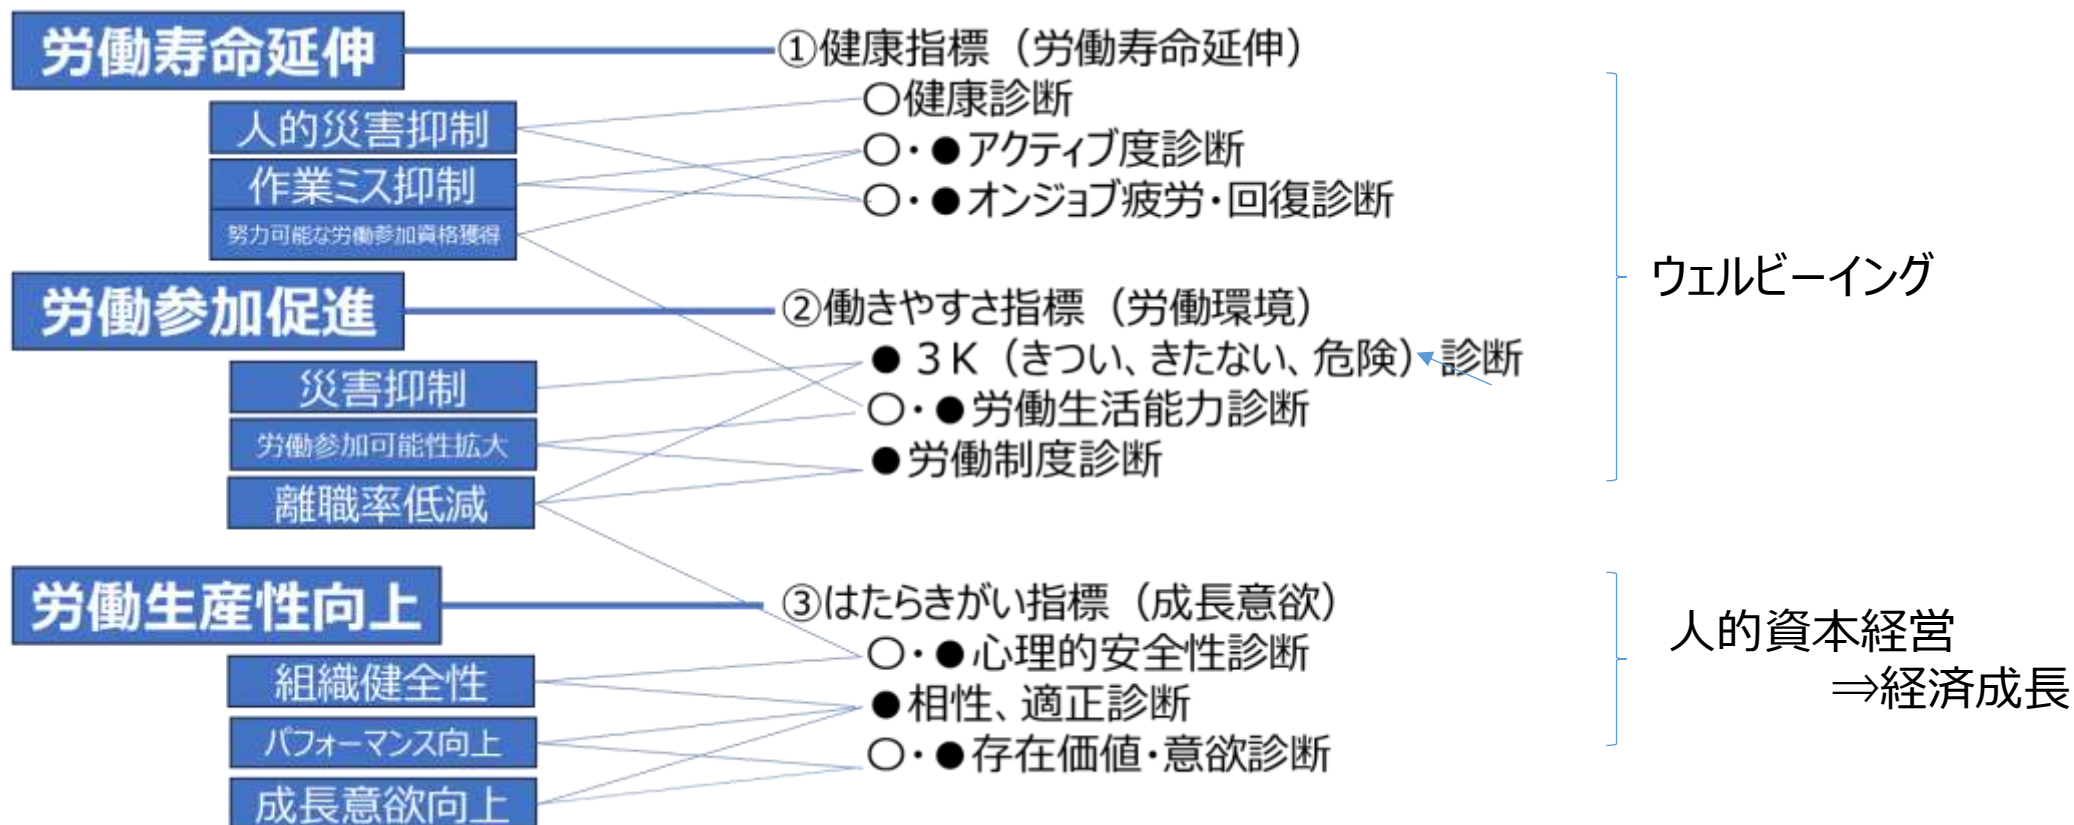 労働寿命延伸
①健康指標（労働寿命延伸）
〇健康診断
人的災害抑制
〇・●アクティブ度診断
作業ミス抑制
〇・●オンジョブ疲労・回復診断
努力可能な労働参加資格獲得
ウェルビーイング
労働参加促進
②働きやすさ指標（労働環境）
●３K（きつい、きたない、危険）診断
災害抑制
〇・●労働生活能力診断
労働参加可能性拡大
●労働制度診断
離職率低減
労働生産性向上
③はたらきがい指標（成長意欲）
人的資本経営
⇒経済成長
〇・●心理的安全性診断
組織健全性
●相性、適正診断
パフォーマンス向上
〇・●存在価値・意欲診断
成長意欲向上